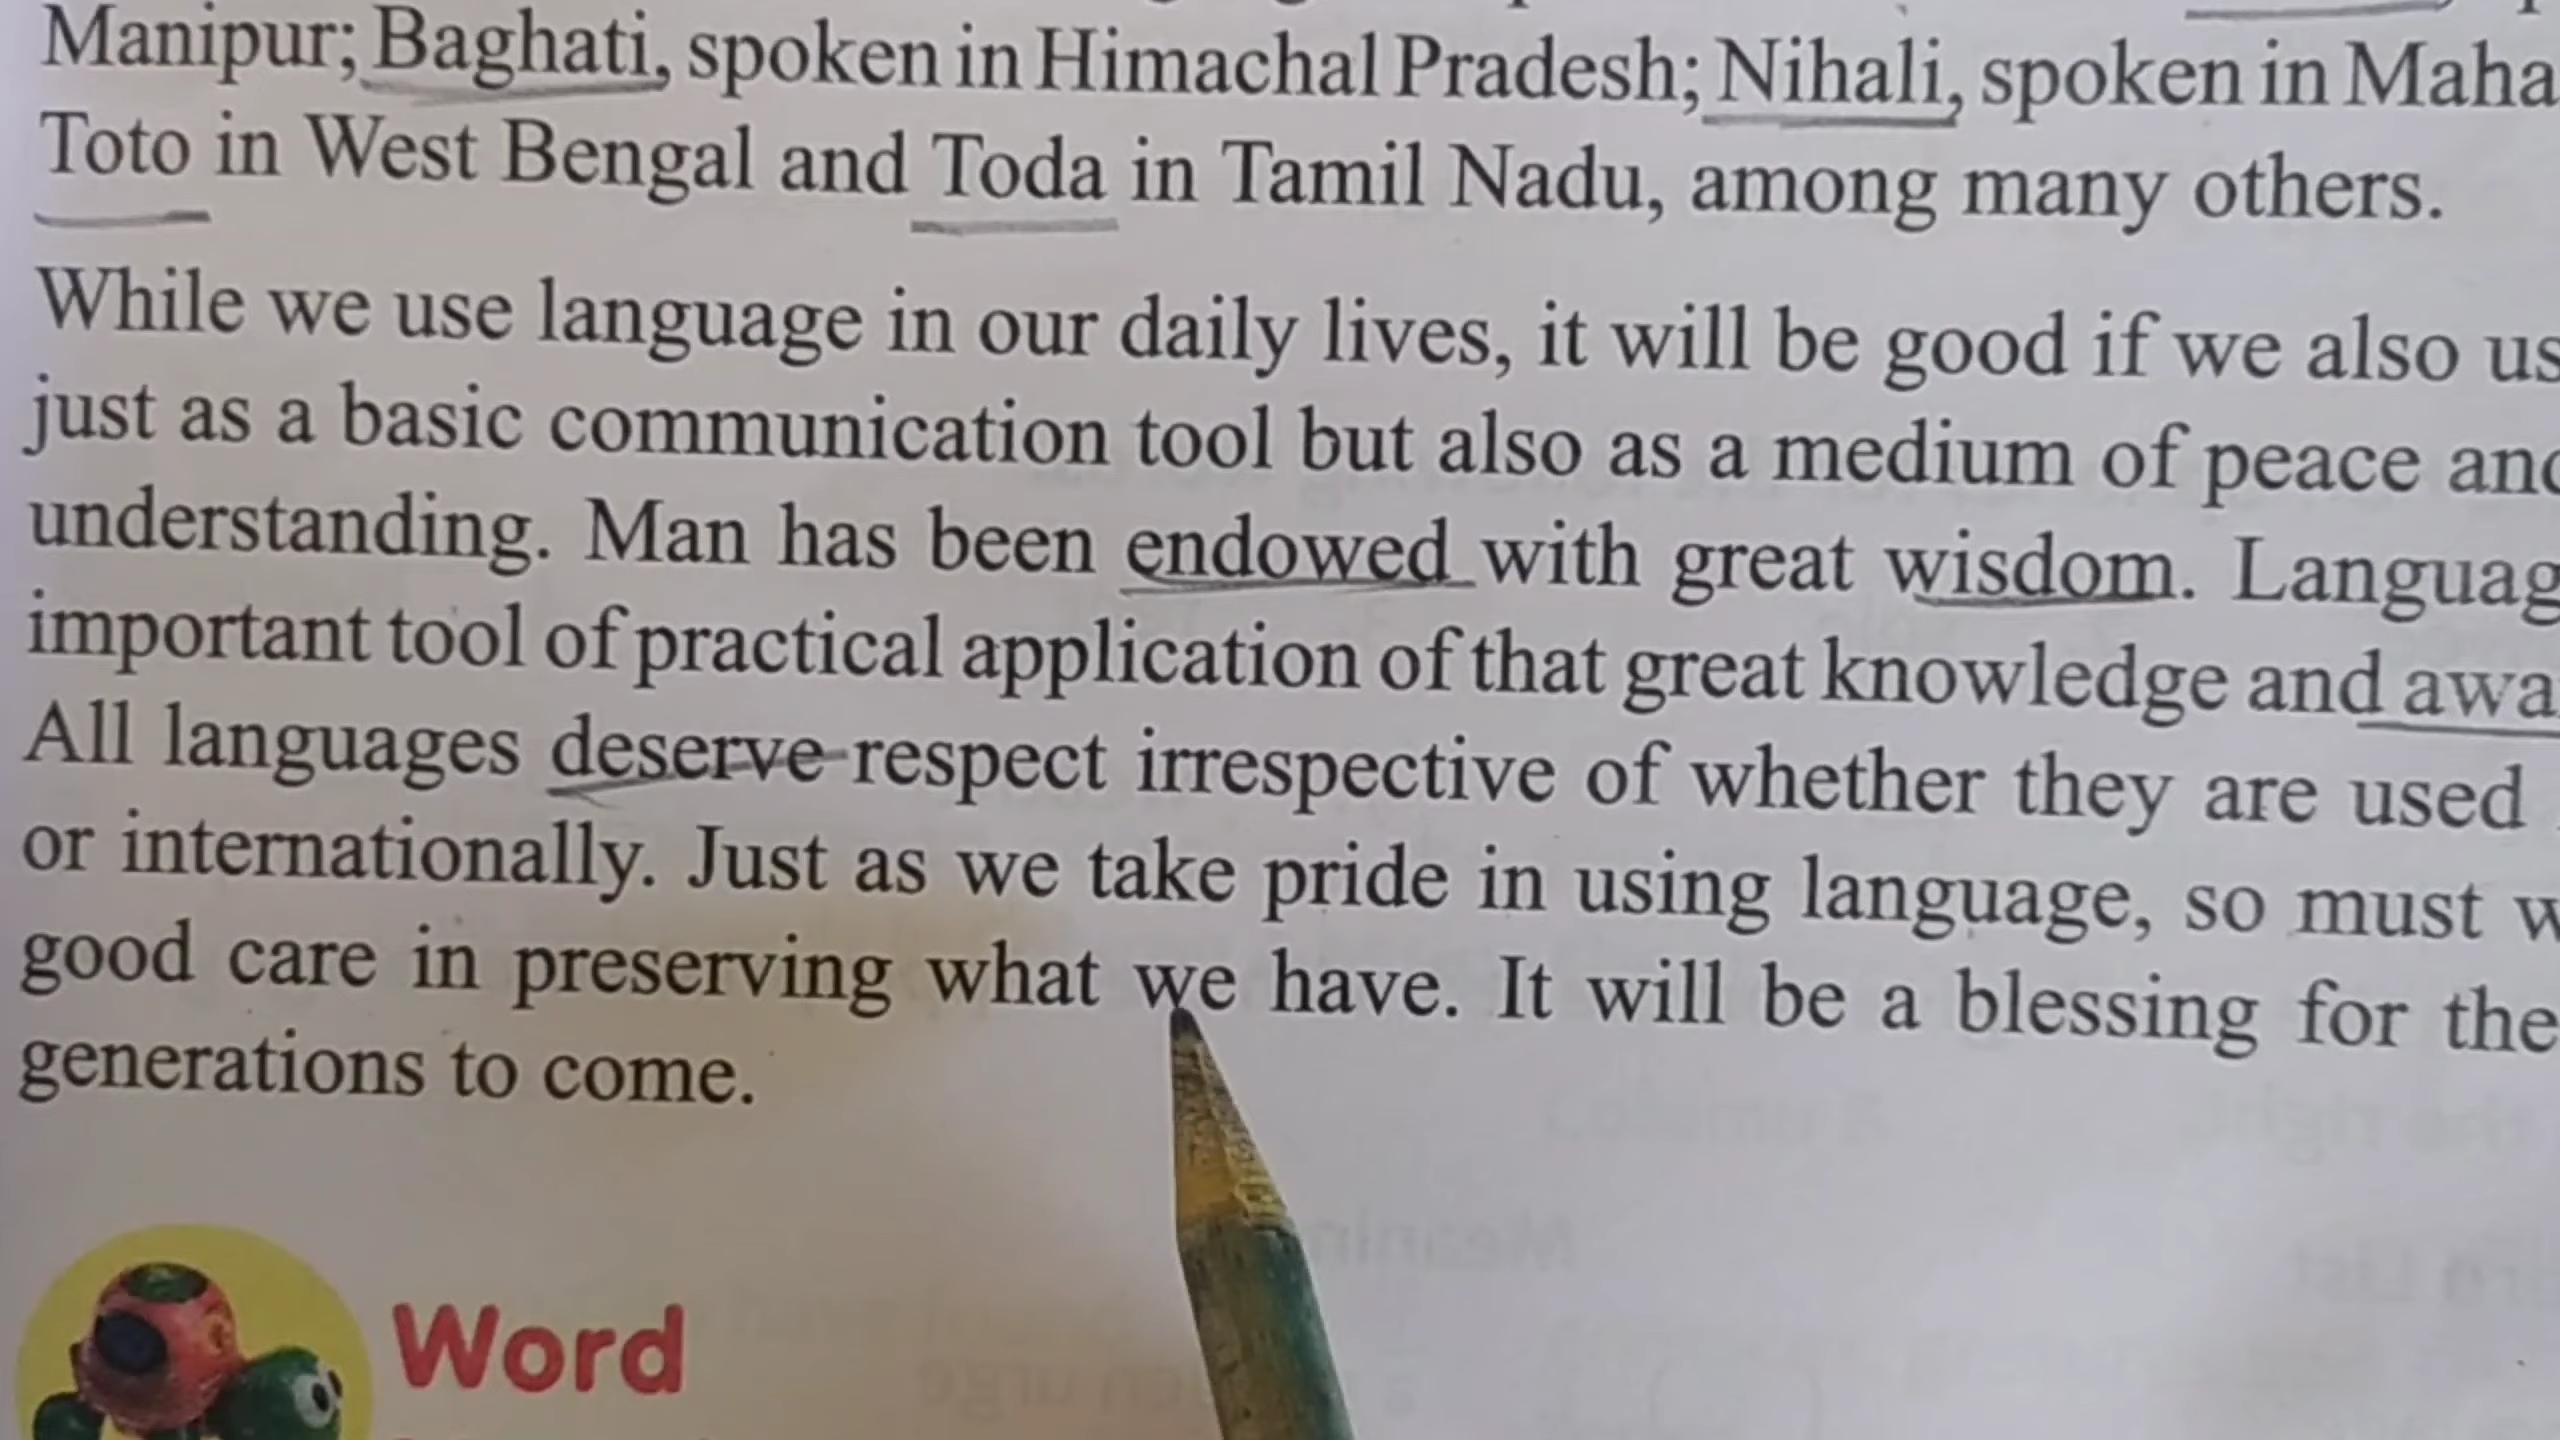 Manipur; Baghati, spoken in Himachal Pradesh; Nihali, spoken in Maha
Toto in West Bengal and Toda in Tamil Nadu, among many others.
While we use language in our daily lives, it will be good if we also us
just as a basic communication tool but also as a medium of peace and
understanding. Man has been endowed with great wisdom. Languag
important tool of practical application of that great knowledge and awa
All languages deserve respect irrespective of whether they are used
or internationally. Just as we take pride in using language, so must w
good care in preserving what we have. It will be a blessing for the
generations to come.
Word